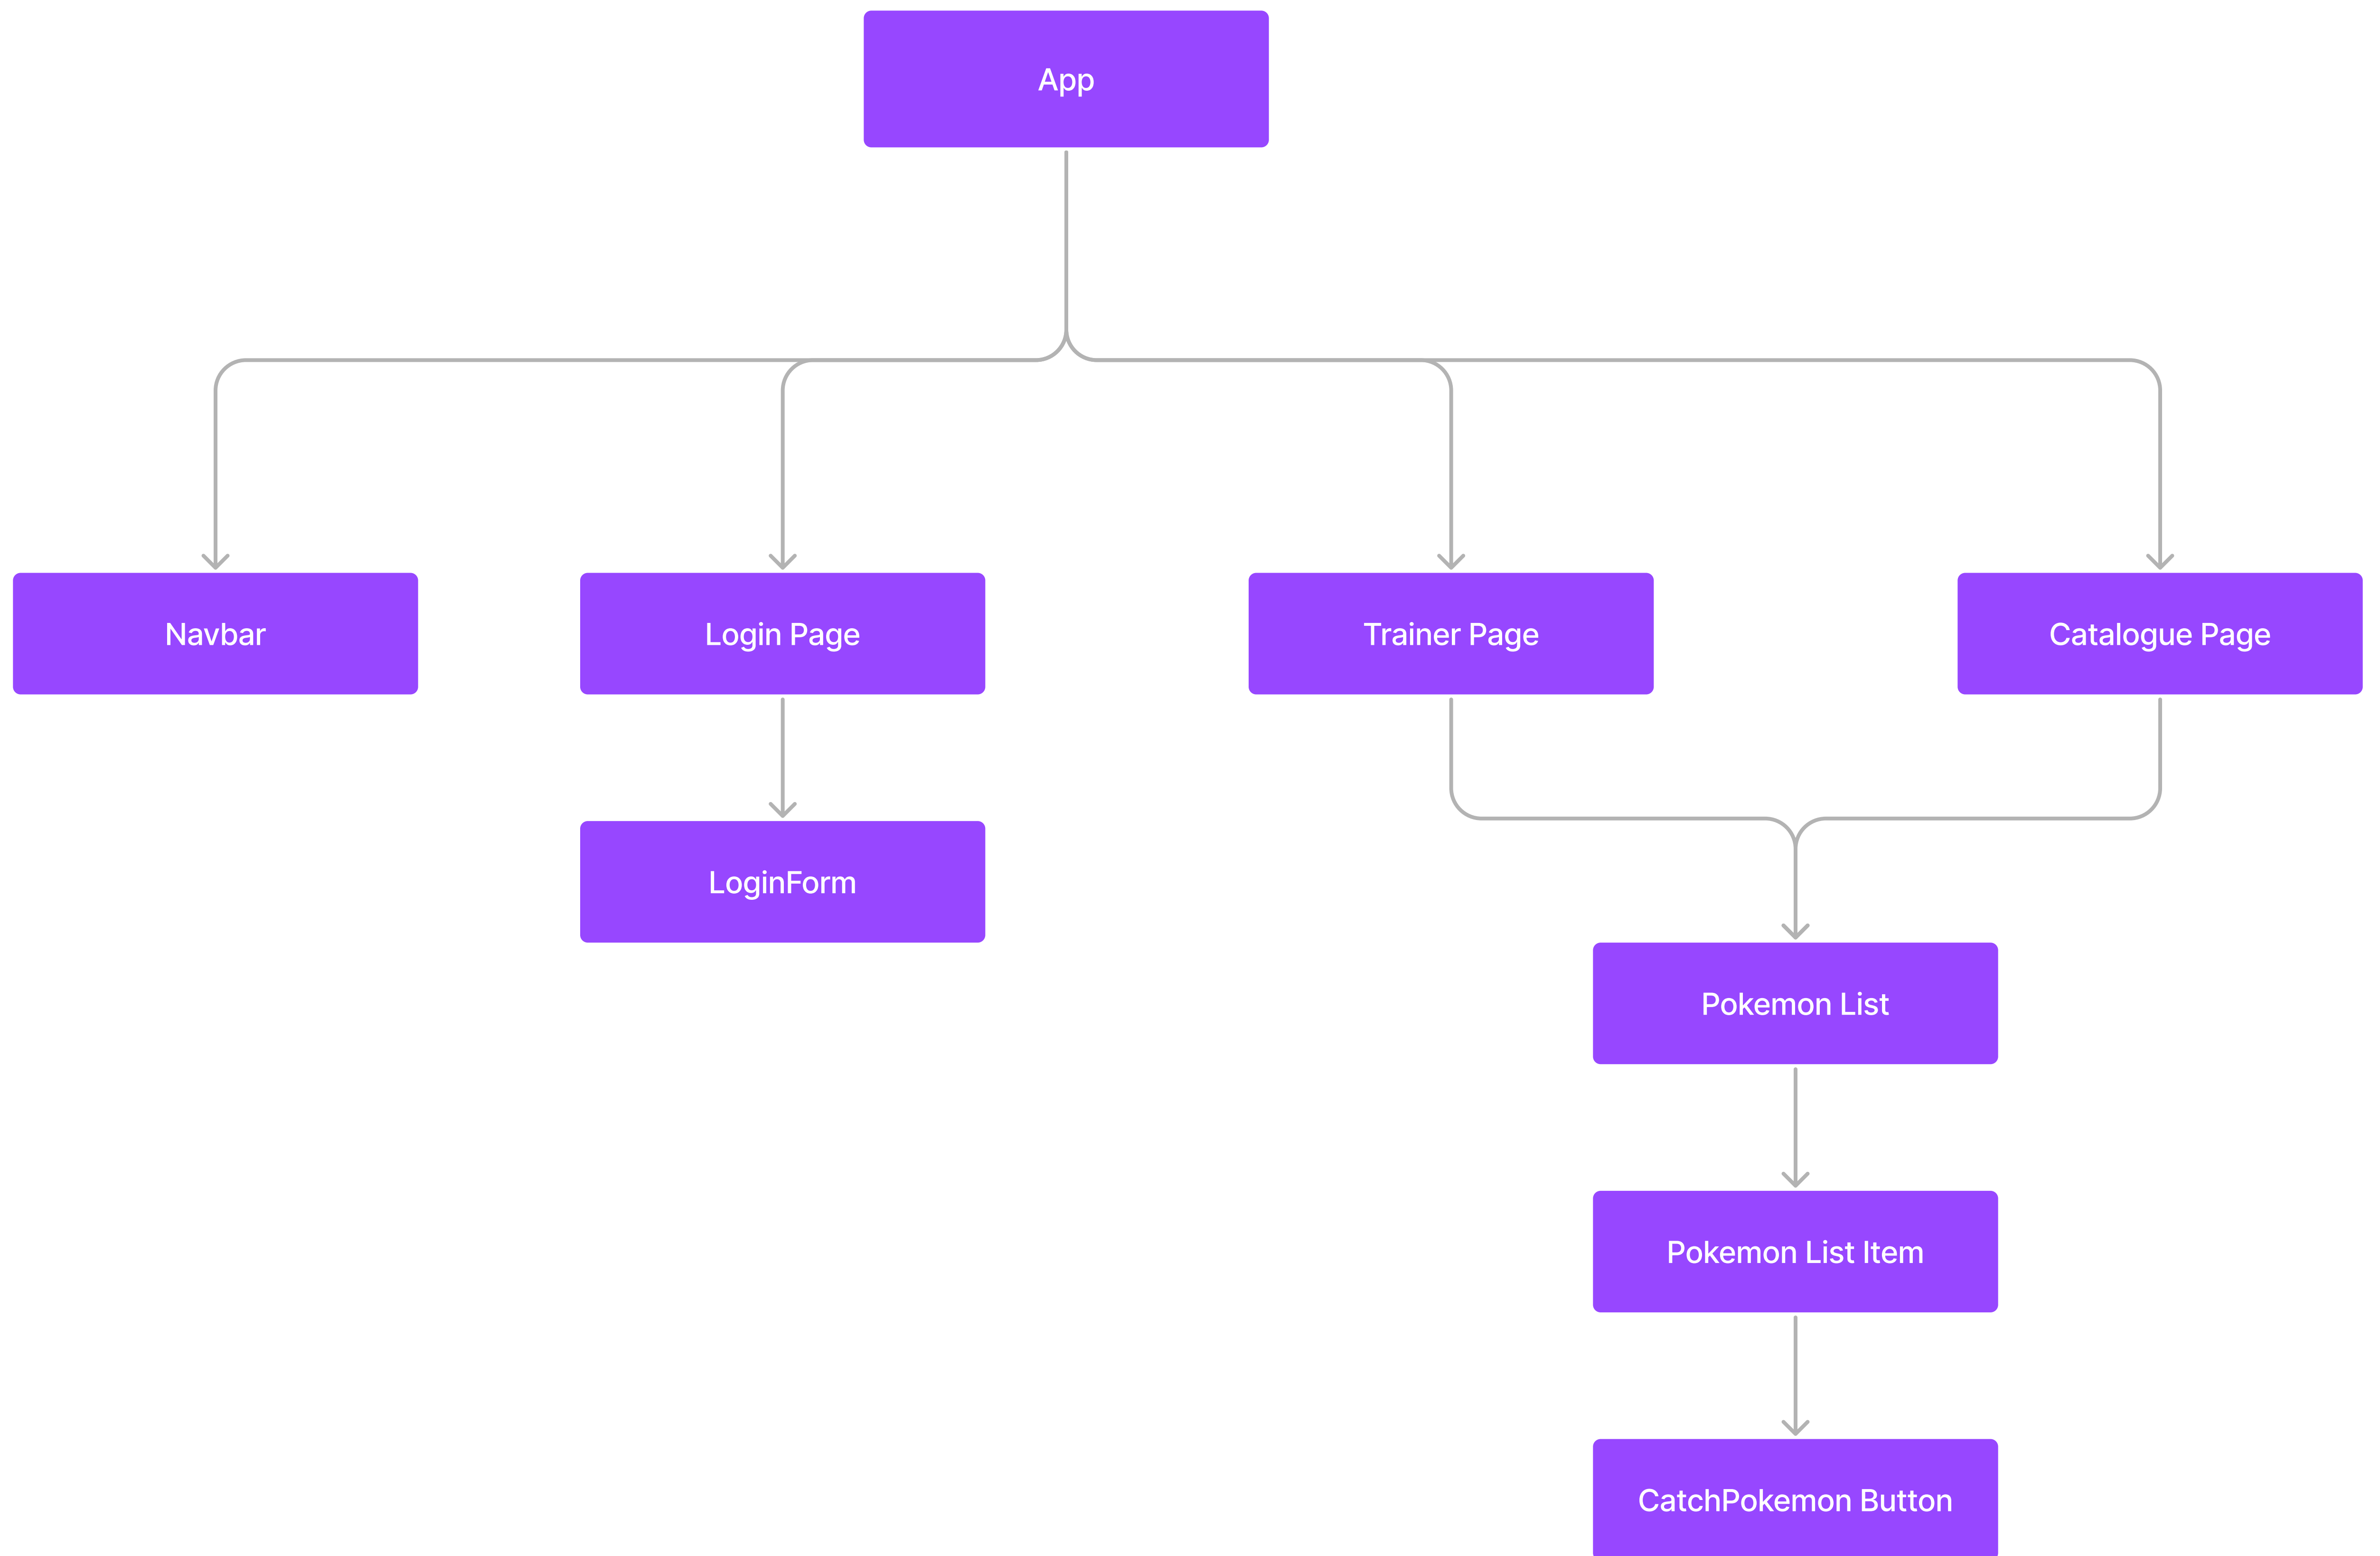 App
Navbar
Login Page
Trainer Page
Catalogue Page
LoginForm
Pokemon List
Pokemon List Item
CatchPokemon Button